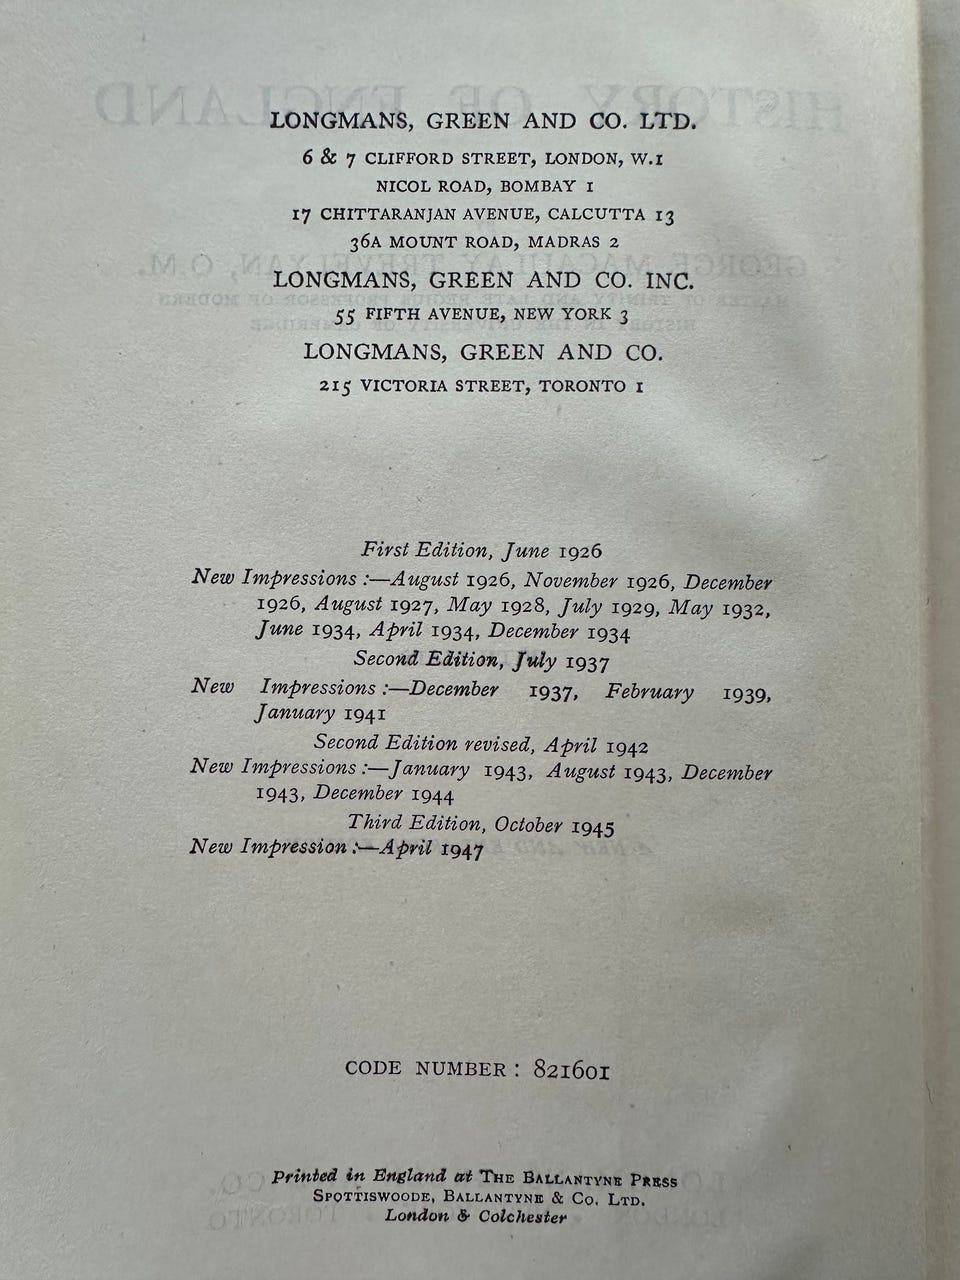 LONGMANS, GREEN AND CO. LTD.
6 & 7 CLIFFORD STREET, LONDON, W.1
NICOL ROAD, BOMBAY 1
17 CHITTARANJAN AVENUE, CALCUTTA 13
36A MOUNT ROAD, MADRAS 2
LONGMANS, GREEN AND CO. INC.
55 FIFTH AVENUE, NEW YORK 3
LONGMANS, GREEN AND CO.
215 VICTORIA STREET, TORONTO 1
First Edition, June 1926
New Impressions :—August 1926, November 1926, December
1926, August 1927, May 1928, July 1929, May 1932,
June 1934, April 1934, December 1934
Second Edition, July 1937
New Impressions :—December 1937, February 1939,
January 1941
Second Edition revised, April 1942
New Impressions :—January 1943, August 1943, December
1943, December 1944
Third Edition, October 1945
New Impression :—April 1947
CODE NUMBER : 821601
Printed in England at THE BALLANTYNE PRESS
SPOTTISWOODE, BALLANTYNE & CO. LTD.
London & Colchester